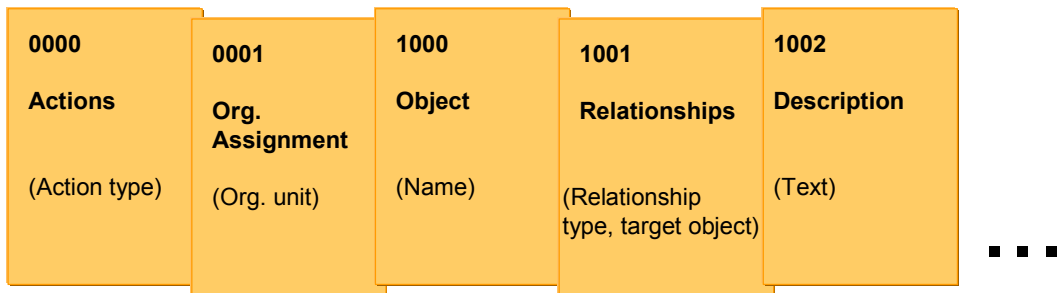 0000
Actions
(Action type)
0001
Org.
Assignment
(Org. unit)
1000
Object
(Name)
1001
Relationships
(Relationship
type, target object)
1002
Description
(Text)
...